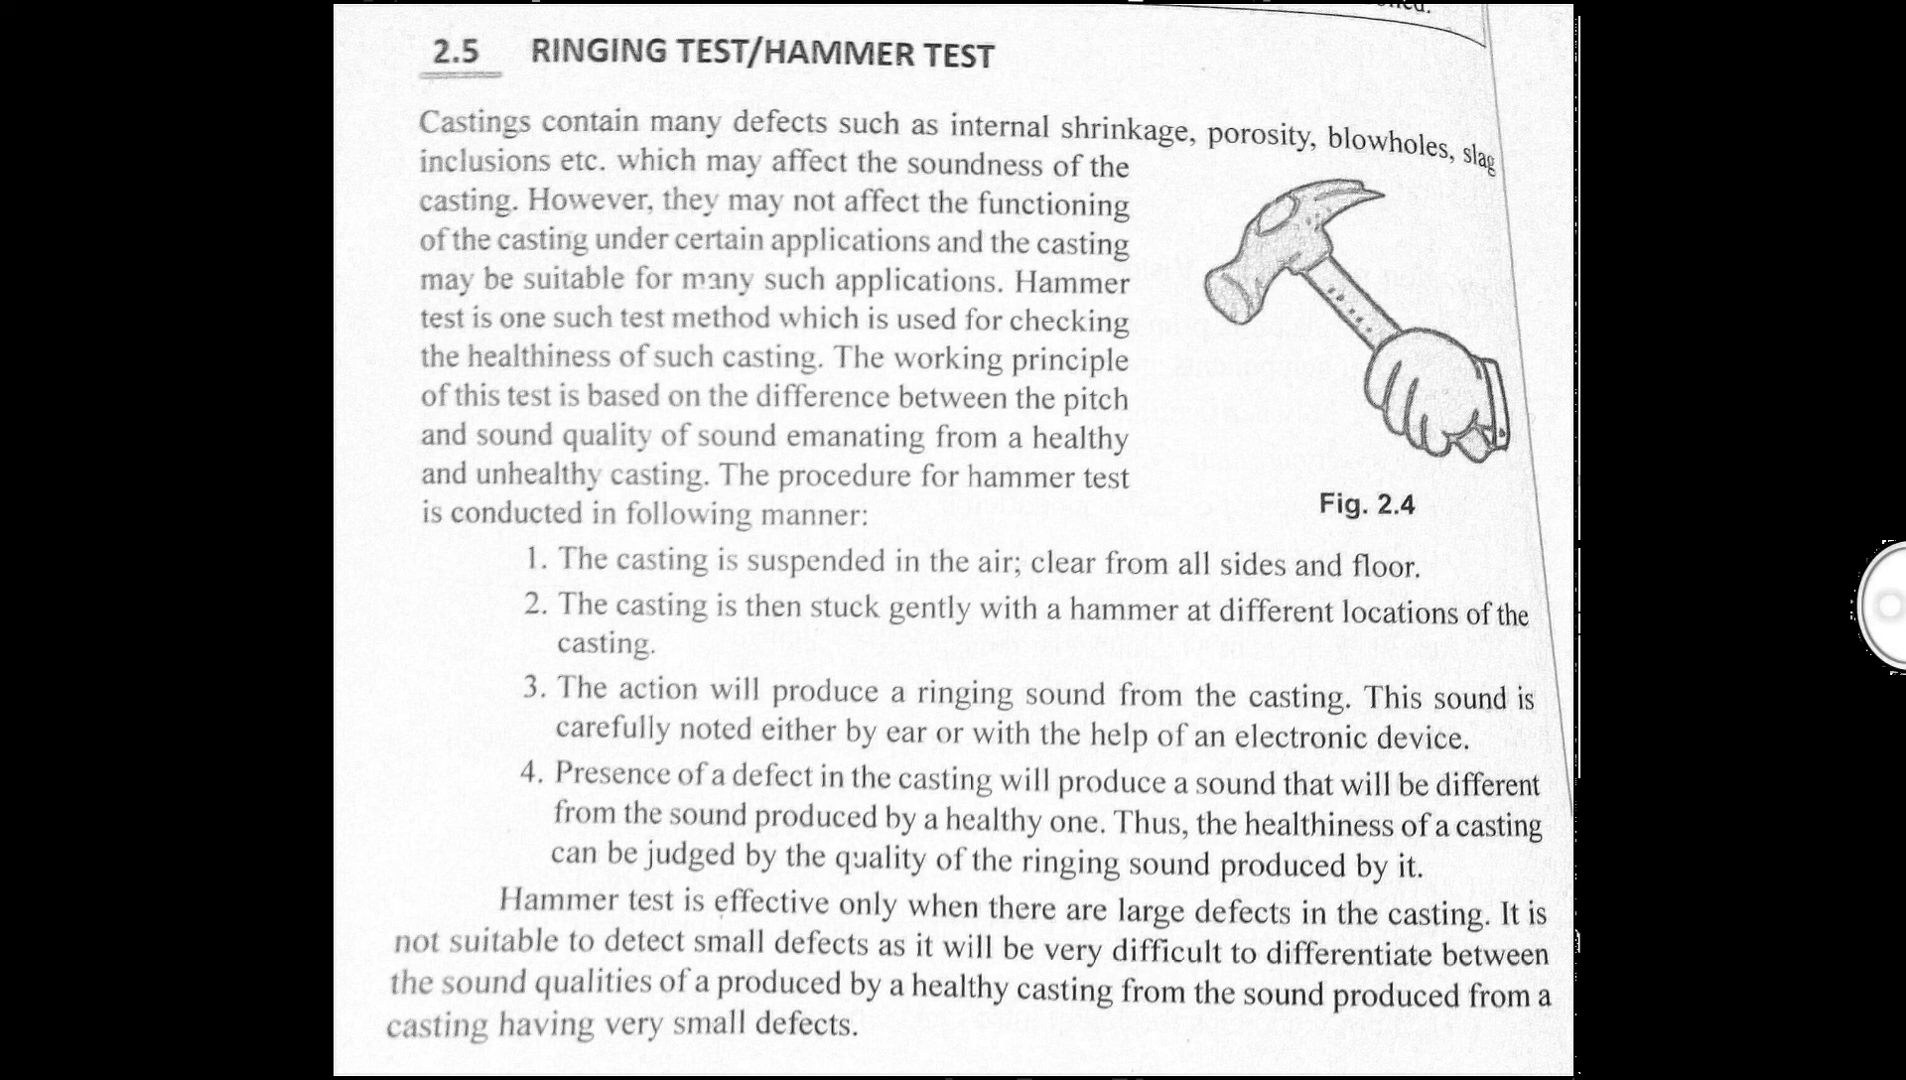 2.5 RINGING TEST/HAMMER TEST
Castings contain many defects such as internal shrinkage, porosity, blowholes, slag
inclusions etc. which may affect the soundness of the
casting. However, they may not affect the functioning
of the casting under certain applications and the casting
may be suitable for many such applications. Hammer
test is one such test method which is used for checking
the healthiness of such casting. The working principle
of this test is based on the difference between the pitch
and sound quality of sound emanating from a healthy
and unhealthy casting. The procedure for hammer test
is conducted in following manner:
Fig. 2.4
1. The casting is suspended in the air; clear from all sides and floor.
2. The casting is then stuck gently with a hammer at different locations of the
casting.
3. The action will produce a ringing sound from the casting. This sound is
carefully noted either by ear or with the help of an electronic device.
4. Presence of a defect in the casting will produce a sound that will be different
from the sound produced by a healthy one. Thus, the healthiness of a casting
can be judged by the quality of the ringing sound produced by it.
Hammer test is effective only when there are large defects in the casting. It is
not suitable to detect small defects as it will be very difficult to differentiate between
the sound qualities of a produced by a healthy casting from the sound produced from a
casting having very small defects.